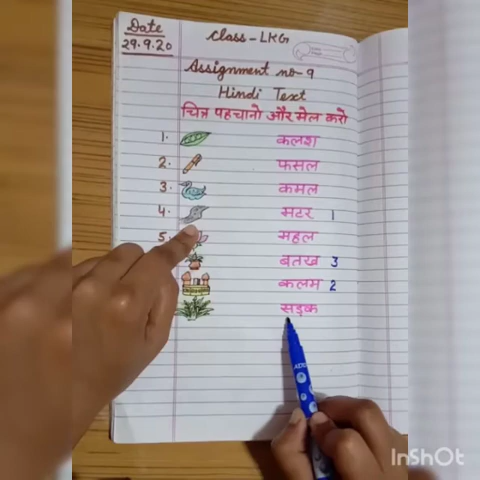 Date
29.9.20
Class - LKG
Assignment no-9
Hindi Text
चित्र पहचानो और मेल करो
1. कलश
2. फसल
3. कमल
4. मटर 1
5. महल
बतख 3
कलम 2
सड़क
InShOt